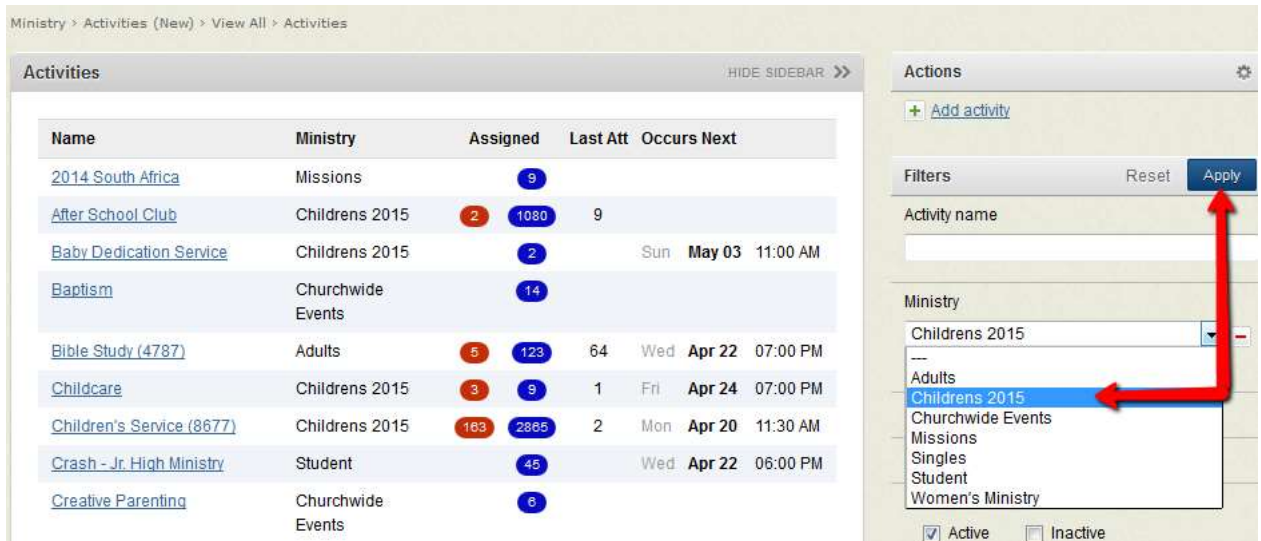 Ministry > Activities (New) > View All > Activities
Activities HIDE SIDEBAR >>
Name Ministry Assigned Last Att Occurs Next
2014 South Africa Missions 9
After School Club Childrens 2015 2 1080 9
Baby Dedication Service Childrens 2015 2 Sun May 03 11:00 AM
Baptism Churchwide Events 14
Bible Study (4787) Adults 5 123 64 Wed Apr 22 07:00 PM
Childcare Childrens 2015 3 9 1 Fri Apr 24 07:00 PM
Children's Service (8677) Childrens 2015 163 2865 2 Mon Apr 20 11:30 AM
Crash - Jr. High Ministry Student 45 Wed Apr 22 06:00 PM
Creative Parenting Churchwide Events 6
Actions
+ Add activity
Filters Reset Apply
Activity name
Ministry
Childrens 2015
---
Adults
Childrens 2015
Churchwide Events
Missions
Singles
Student
Women's Ministry
Active Inactive